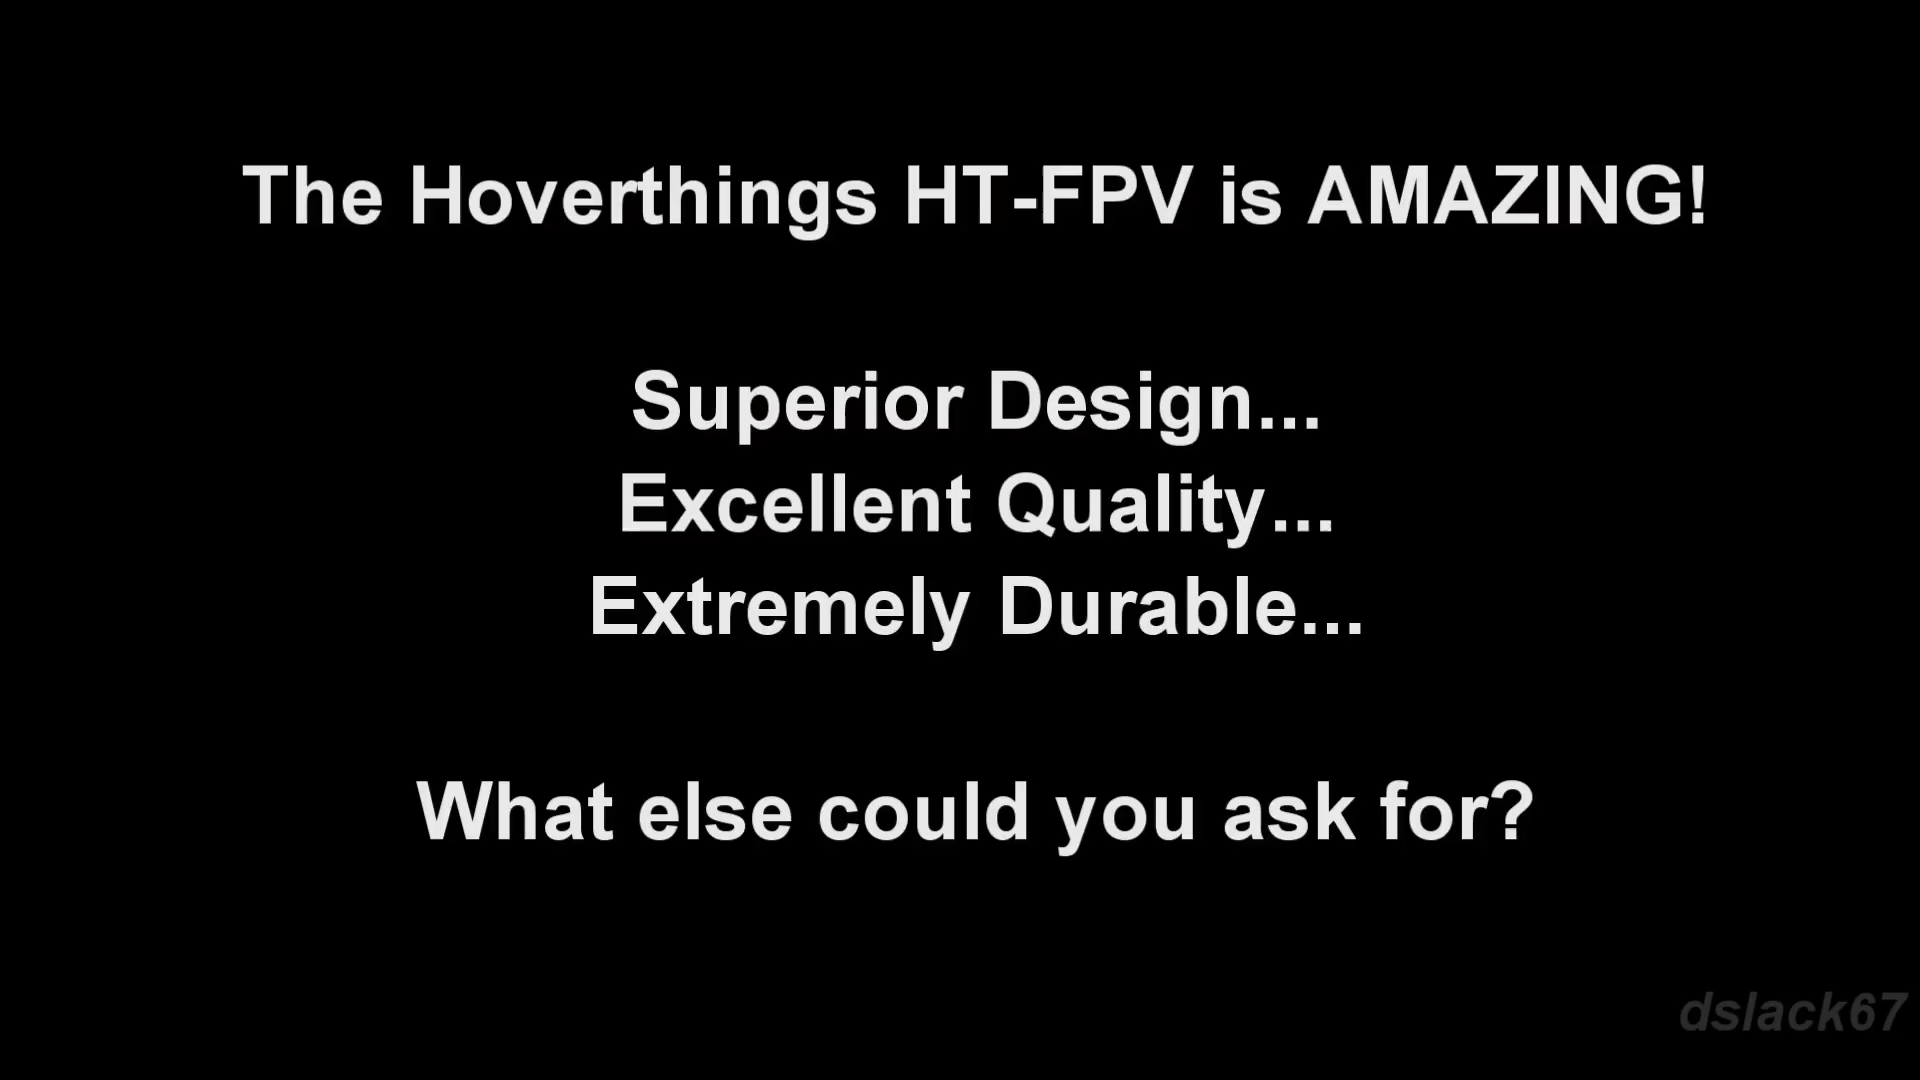 The Hoverthings HT-FPV is AMAZING!
Superior Design...
Excellent Quality...
Extremely Durable...
What else could you ask for?
dslack67